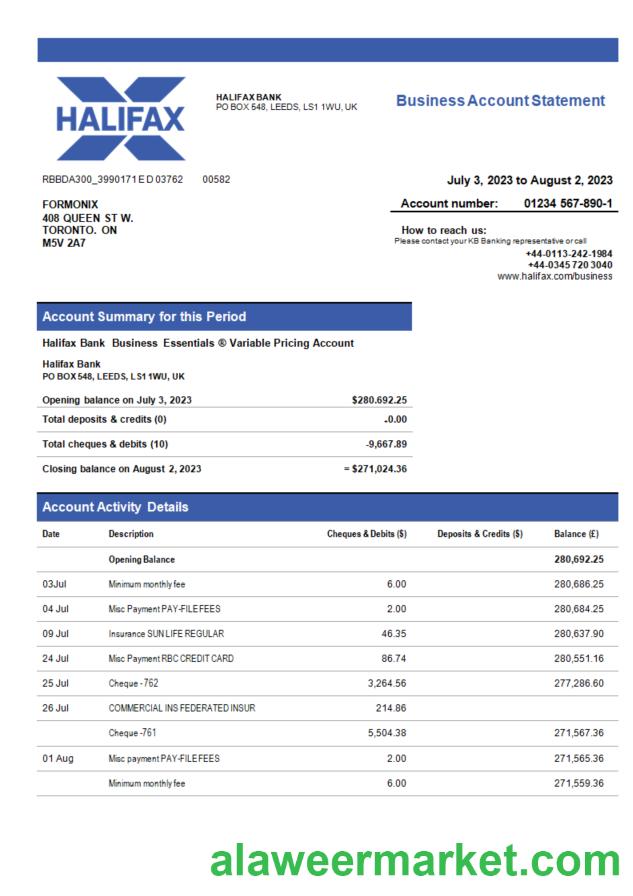 HALIFAX
HALIFAX BANK
PO BOX 548, LEEDS, LS1 1WU, UK
Business Account Statement
RBBDA300_3990171 E D 03762 00582
July 3, 2023 to August 2, 2023
FORMONIX
408 QUEEN ST W.
TORONTO. ON
M5V 2A7
Account number: 01234 567-890-1
How to reach us:
Please contact your KB Banking representative or call
+44-0113-242-1984
+44-0345 720 3040
www.halifax.com/business
Account Summary for this Period
Halifax Bank Business Essentials ® Variable Pricing Account
Halifax Bank
PO BOX 548, LEEDS, LS1 1WU, UK
Opening balance on July 3, 2023 $280.692.25
Total deposits & credits (0) -0.00
Total cheques & debits (10) -9,667.89
Closing balance on August 2, 2023 = $271,024.36
Account Activity Details
Date Description Cheques & Debits ($) Deposits & Credits ($) Balance (£)
Opening Balance 280,692.25
03Jul Minimum monthly fee 6.00 280,686.25
04 Jul Misc Payment PAY-FILE FEES 2.00 280,684.25
09 Jul Insurance SUN LIFE REGULAR 46.35 280,637.90
24 Jul Misc Payment RBC CREDIT CARD 86.74 280,551.16
25 Jul Cheque -762 3,264.56 277,286.60
26 Jul COMMERCIAL INS FEDERATED INSUR 214.86
Cheque -761 5,504.38 271,567.36
01 Aug Misc payment PAY-FILE FEES 2.00 271,565.36
Minimum monthly fee 6.00 271,559.36
alaweermarket.com